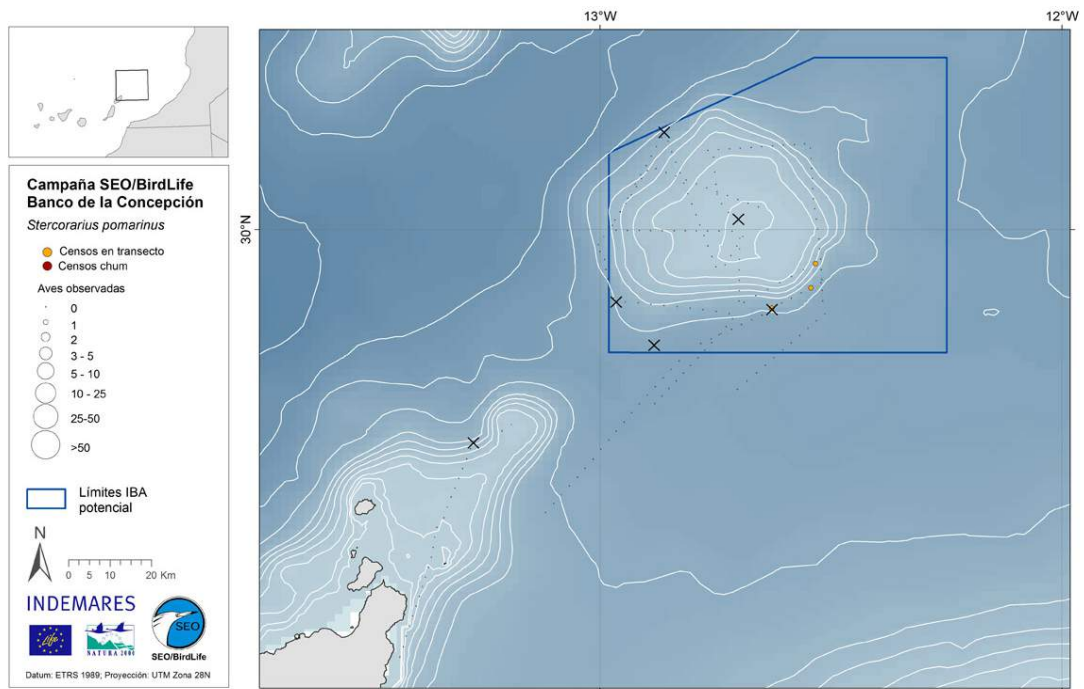 13°W
12°W
30°N
Campaña SEO/BirdLife
Banco de la Concepción
Stercorarius pomarinus
Censos en transecto
Censos chum
Aves observadas
0
1
2
3 - 5
5 - 10
10 - 25
25-50
>50
Límites IBA
potencial
N
0 5 10 20 Km
INDEMARES
Life
NATURA 2000
SEO
SEO/BirdLife
Datum: ETRS 1989; Proyección: UTM Zona 28N